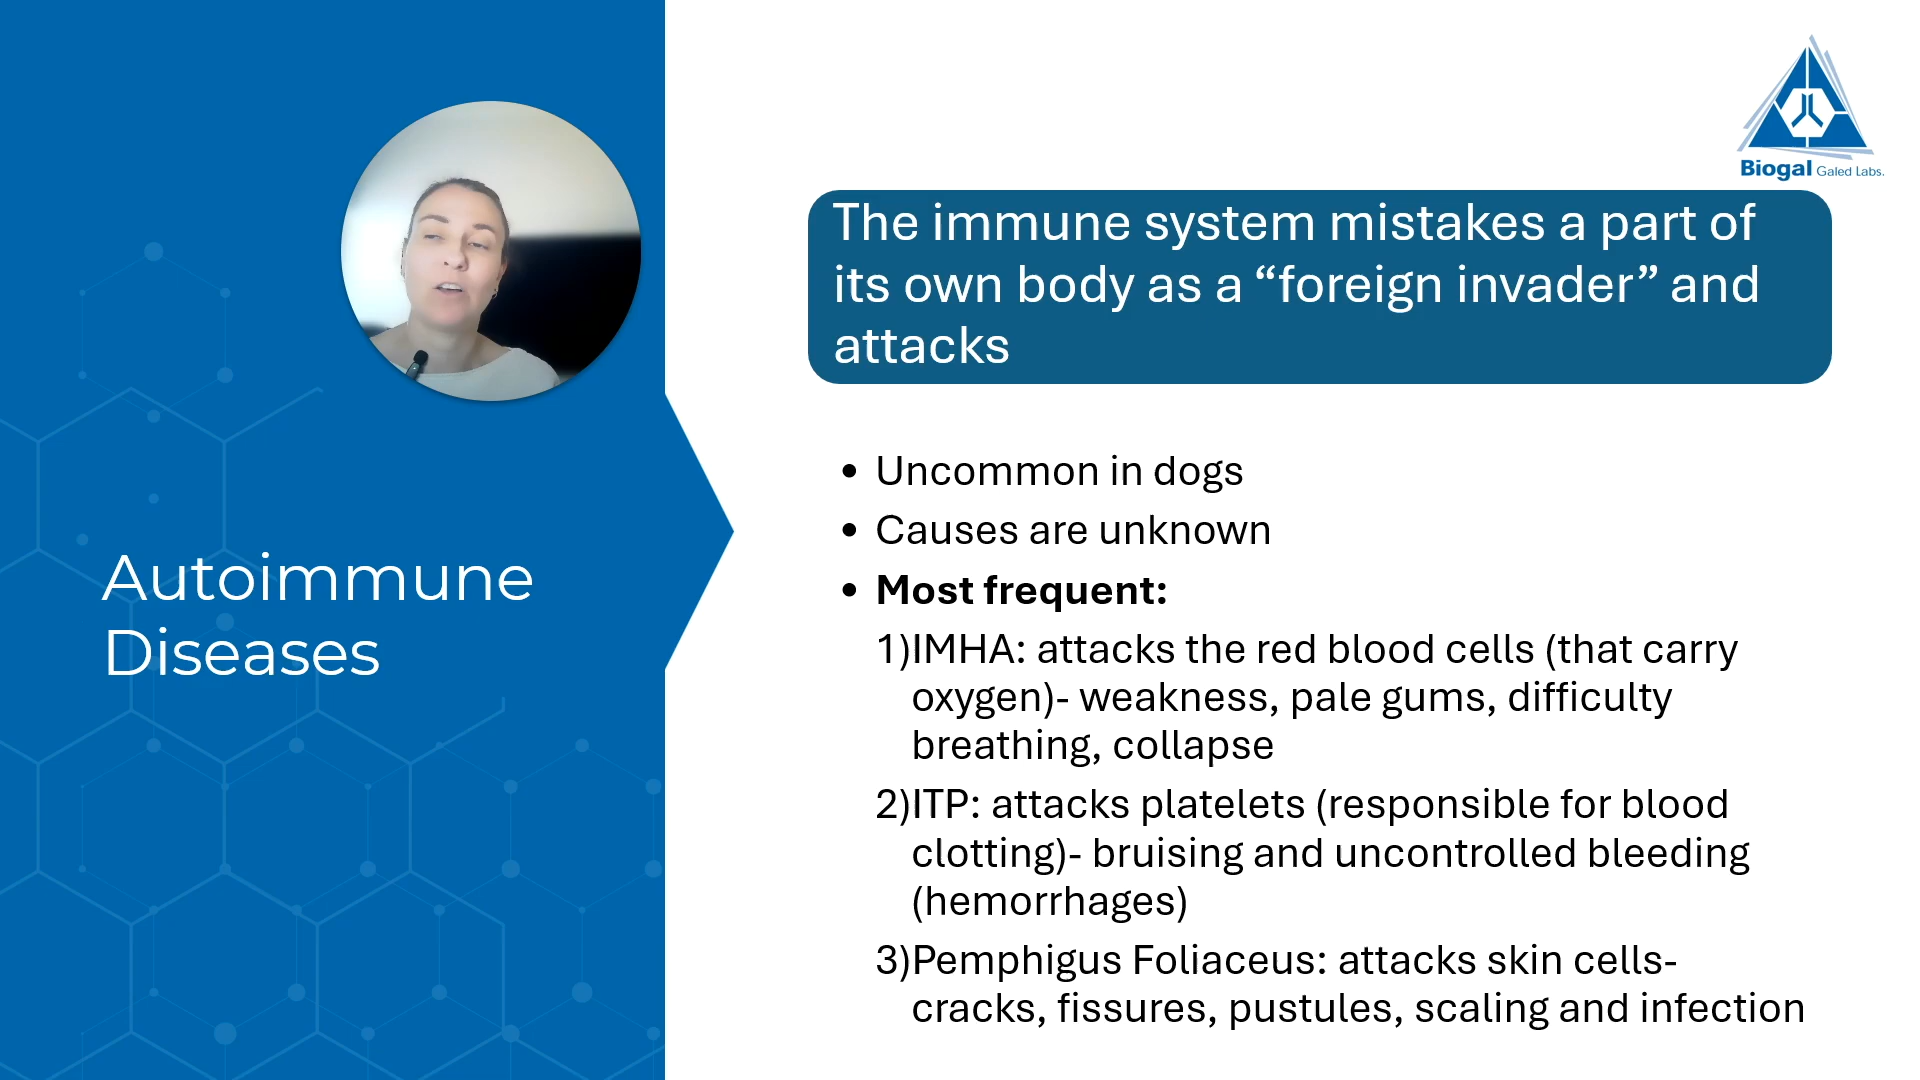 Biogal Galed Labs.
The immune system mistakes a part of
its own body as a “foreign invader” and
attacks
Autoimmune
Diseases
• Uncommon in dogs
• Causes are unknown
• Most frequent:
1)IMHA: attacks the red blood cells (that carry
oxygen)- weakness, pale gums, difficulty
breathing, collapse
2)ITP: attacks platelets (responsible for blood
clotting)- bruising and uncontrolled bleeding
(hemorrhages)
3)Pemphigus Foliaceus: attacks skin cells-
cracks, fissures, pustules, scaling and infection